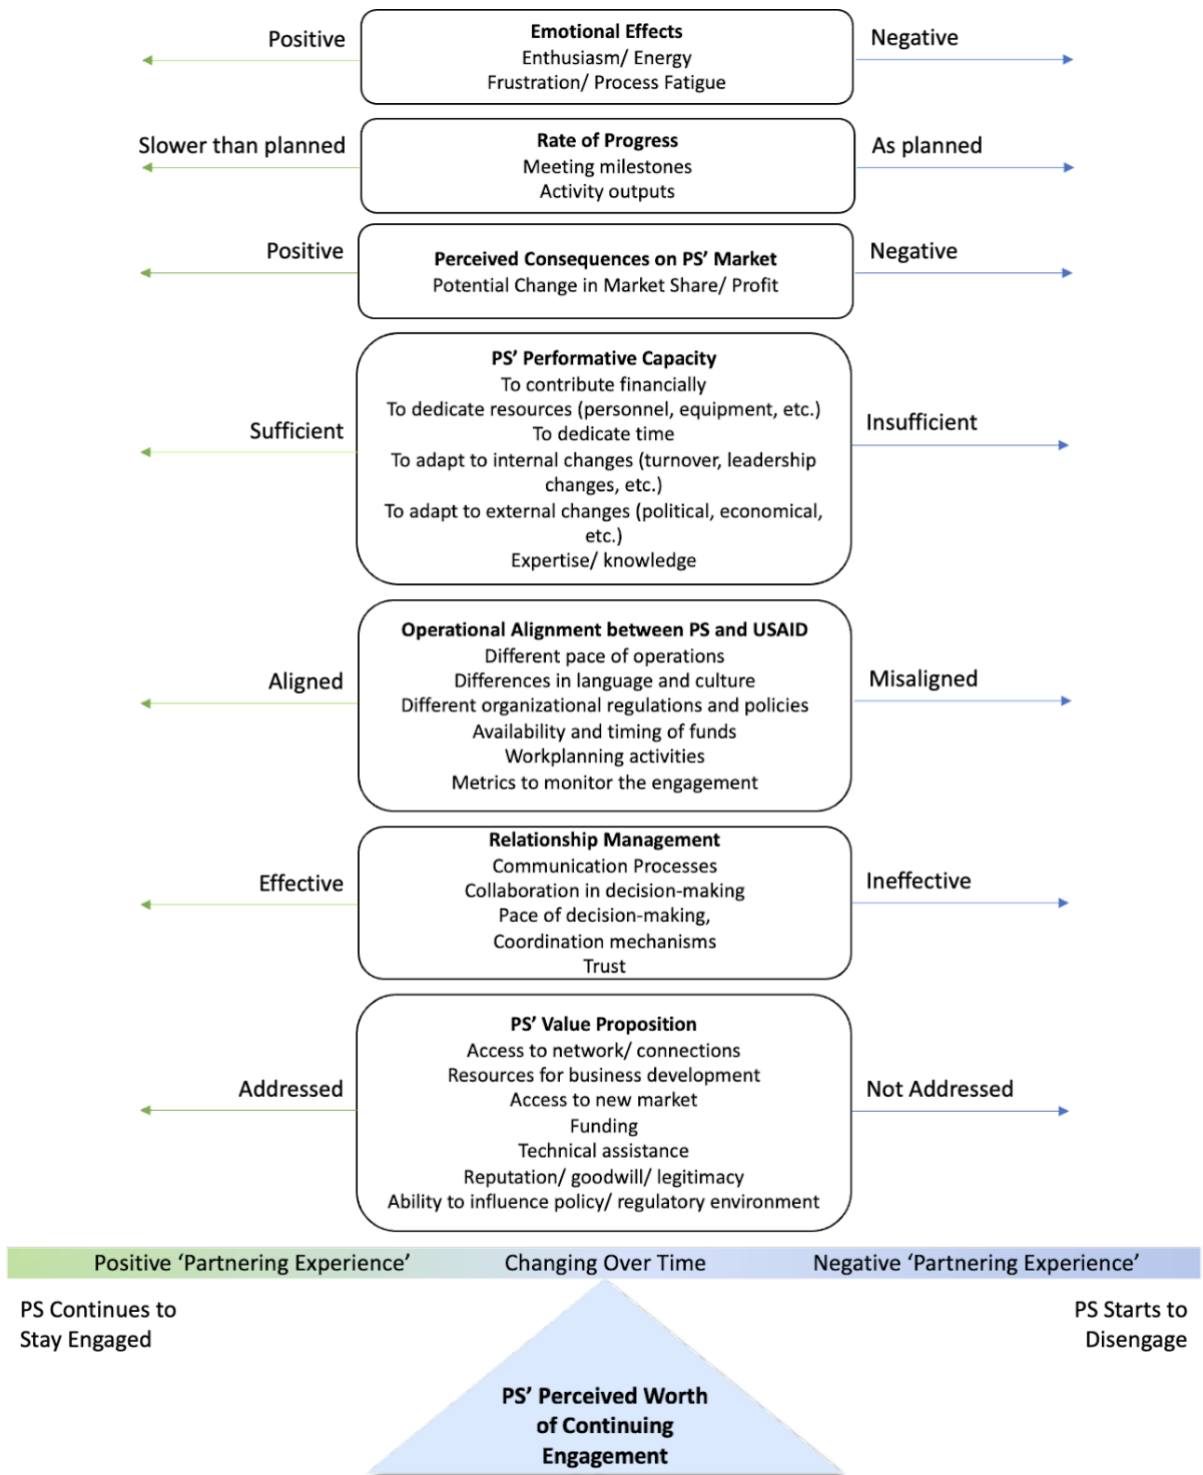 Positive
Emotional Effects
Enthusiasm/ Energy
Frustration/ Process Fatigue
Negative
Slower than planned
Rate of Progress
Meeting milestones
Activity outputs
As planned
Positive
Perceived Consequences on PS' Market
Potential Change in Market Share/ Profit
Negative
Sufficient
PS' Performative Capacity
To contribute financially
To dedicate resources (personnel, equipment, etc.)
To dedicate time
To adapt to internal changes (turnover, leadership
changes, etc.)
To adapt to external changes (political, economical,
etc.)
Expertise/ knowledge
Insufficient
Aligned
Operational Alignment between PS and USAID
Different pace of operations
Differences in language and culture
Different organizational regulations and policies
Availability and timing of funds
Workplanning activities
Metrics to monitor the engagement
Misaligned
Effective
Relationship Management
Communication Processes
Collaboration in decision-making
Pace of decision-making,
Coordination mechanisms
Trust
Ineffective
Addressed
PS' Value Proposition
Access to network/ connections
Resources for business development
Access to new market
Funding
Technical assistance
Reputation/ goodwill/ legitimacy
Ability to influence policy/ regulatory environment
Not Addressed
Positive 'Partnering Experience'
Changing Over Time
Negative 'Partnering Experience'
PS Continues to
Stay Engaged
PS Starts to
Disengage
PS' Perceived Worth
of Continuing
Engagement